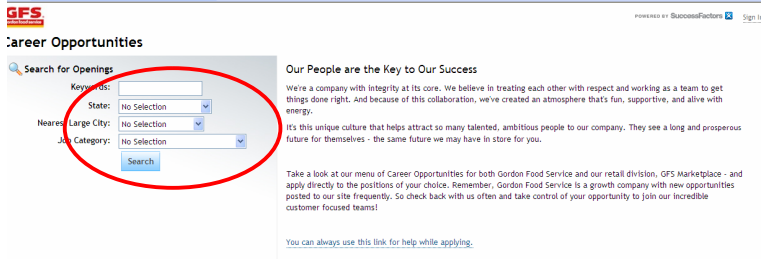 GFS
POWERED BY SuccessFactors
Sign I
Career Opportunities
Search for Openings
Keywords:
State: No Selection
Nearest Large City: No Selection
Job Category: No Selection
Search
Our People are the Key to Our Success
We're a company with integrity at its core. We believe in treating each other with respect and working as a team to get
things done right. And because of this collaboration, we've created an atmosphere that's fun, supportive, and alive with
energy.
It's this unique culture that helps attract so many talented, ambitious people to our company. They see a long and prosperous
future for themselves - the same future we may have in store for you.
Take a look at our menu of Career Opportunities for both Gordon Food Service and our retail division, GFS Marketplace - and
apply directly to the positions of your choice. Remember, Gordon Food Service is a growth company with new opportunities
posted to our site frequently. So check back with us often and take control of your opportunity to join our incredible
customer focused teams!
You can always use this link for help while applying.